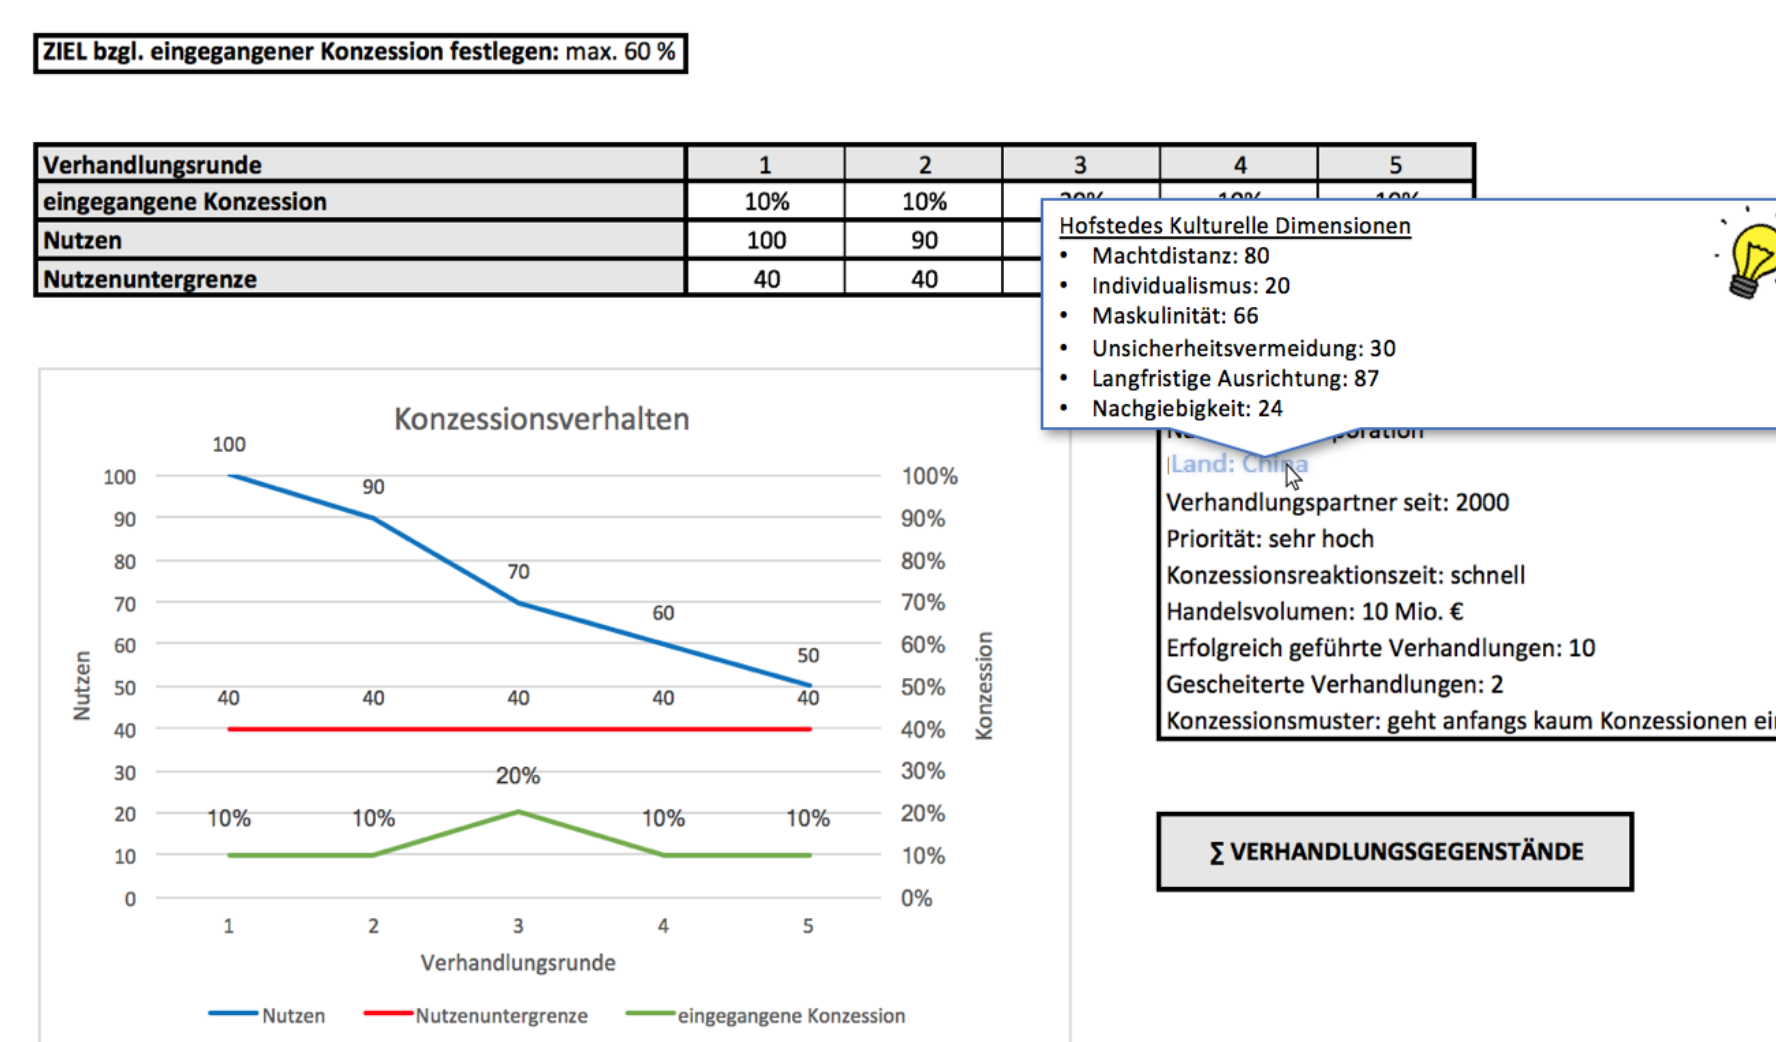 ZIEL bzgl. eingegangener Konzession festlegen: max. 60 %
Verhandlungsrunde 1 2 3 4 5
eingegangene Konzession 10% 10% 20% 10% 10%
Nutzen 100 90
Nutzenuntergrenze 40 40
Hofstedes Kulturelle Dimensionen
• Machtdistanz: 80
• Individualismus: 20
• Maskulinität: 66
• Unsicherheitsvermeidung: 30
• Langfristige Ausrichtung: 87
• Nachgiebigkeit: 24
Land: China
Verhandlungspartner seit: 2000
Priorität: sehr hoch
Konzessionsreaktionszeit: schnell
Handelsvolumen: 10 Mio. €
Erfolgreich geführte Verhandlungen: 10
Gescheiterte Verhandlungen: 2
Konzessionsmuster: geht anfangs kaum Konzessionen ein
∑ VERHANDLUNGSGEGENSTÄNDE
Konzessionsverhalten
100
100 100%
90
90 90%
80 80%
70
70 70%
60
60 60%
50
50 50%
40 40 40 40 40
40 40%
30 30%
20%
20 20%
10% 10% 10% 10%
10 10%
0 0%
Nutzen
Konzession
1 2 3 4 5
Verhandlungsrunde
Nutzen Nutzenuntergrenze eingegangene Konzession